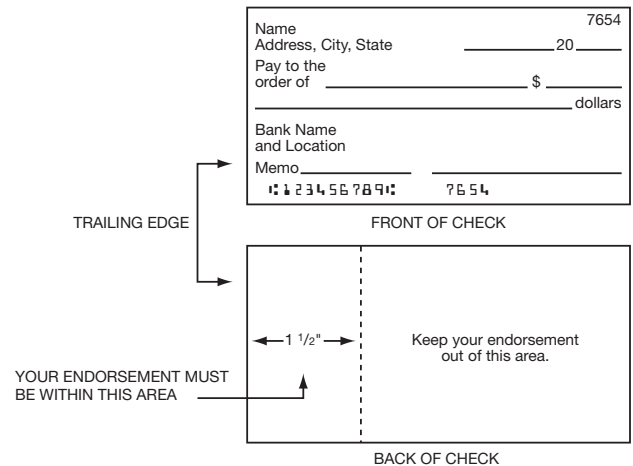 7654
Name
Address, City, State 20
Pay to the
order of $
dollars
Bank Name
and Location
Memo
⑆123456789⑆ 7654
TRAILING EDGE
FRONT OF CHECK
1 1/2"
Keep your endorsement
out of this area.
YOUR ENDORSEMENT MUST
BE WITHIN THIS AREA
BACK OF CHECK